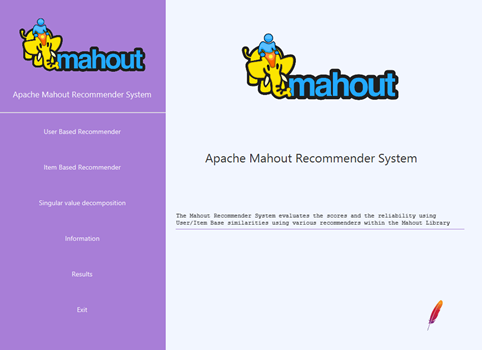 mahout
Apache Mahout Recommender System
User Based Recommender
Item Based Recommender
Singular value decomposition
Information
Results
Exit
mahout
Apache Mahout Recommender System
The Mahout Recommender System evaluates the scores and the reliability using
User/Item Base similarities using various recommenders within the Mahout Library